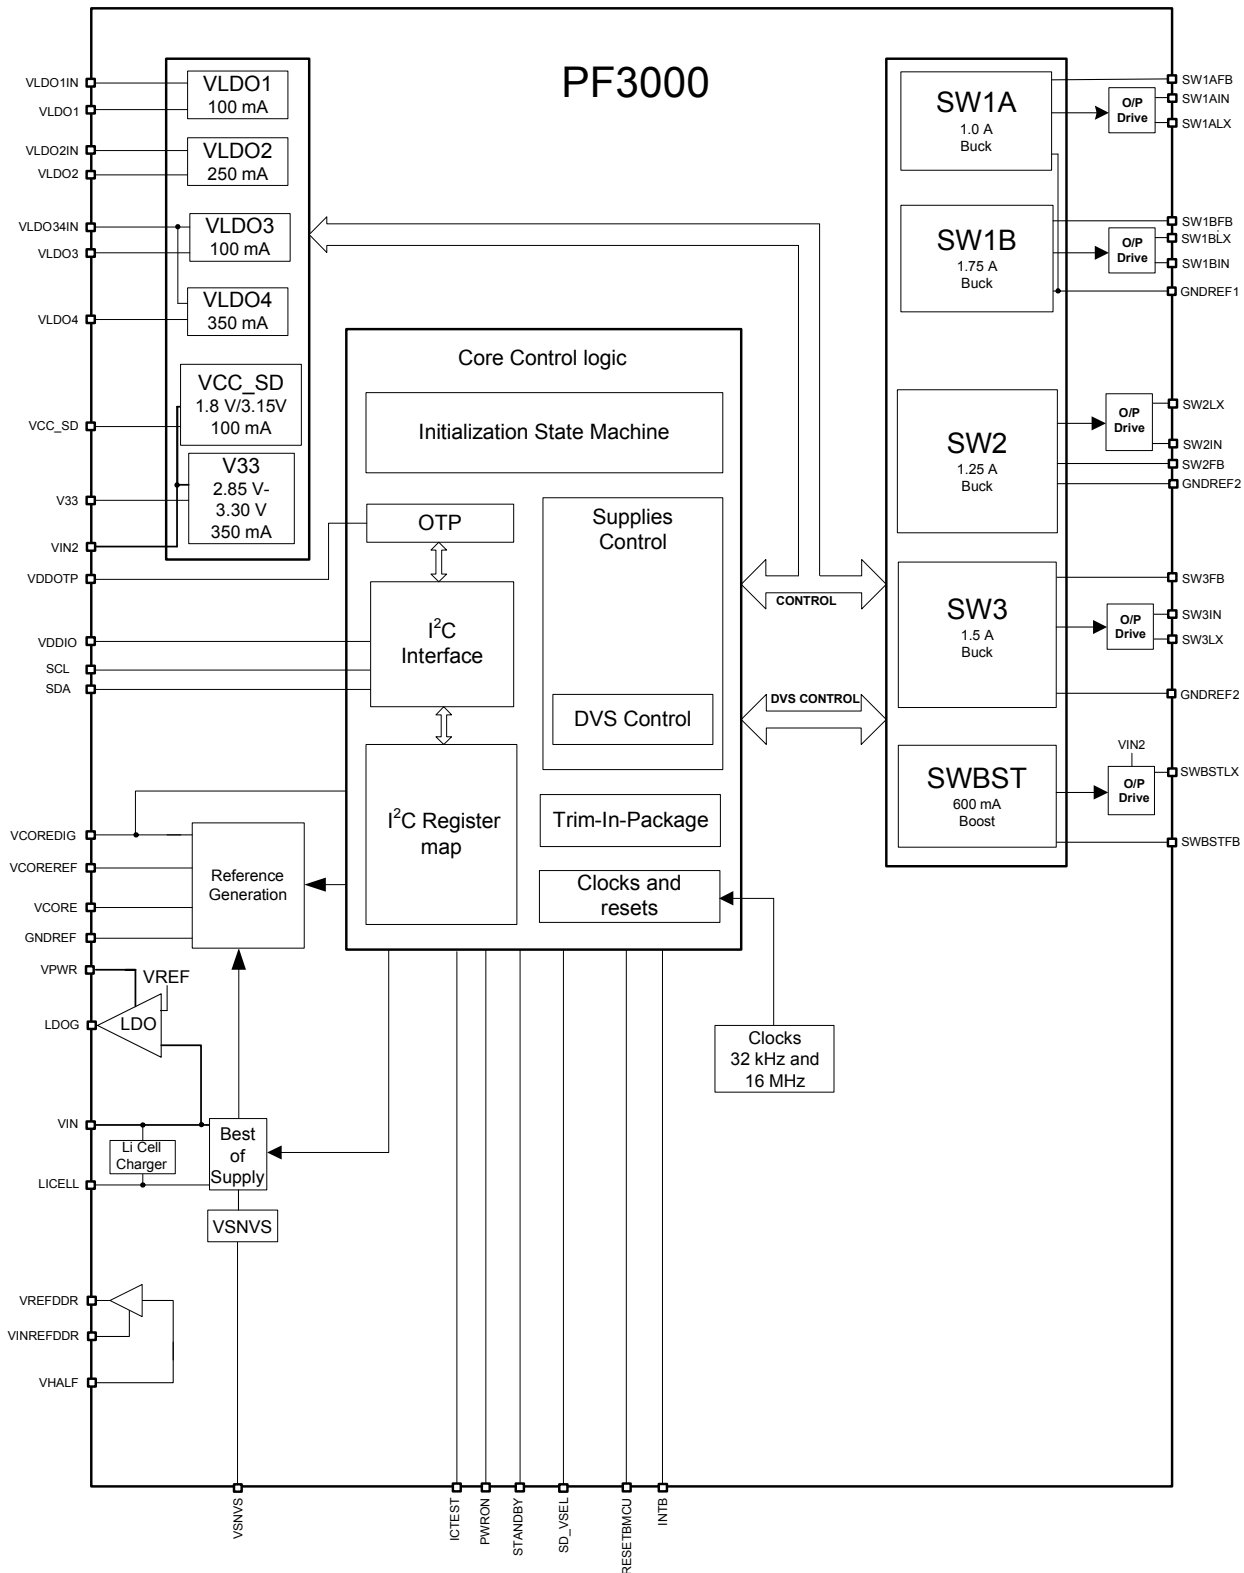 PF3000
VLDO1IN
VLDO1
VLDO1
100 mA
VLDO2IN
VLDO2
VLDO2
250 mA
VLDO34IN
VLDO3
VLDO3
100 mA
VLDO4
VLDO4
350 mA
VCC_SD
VCC_SD
1.8 V/3.15V
100 mA
V33
V33
2.85 V-
3.30 V
350 mA
VIN2
VDDOTP
VDDIO
SCL
SDA
Core Control logic
Initialization State Machine
OTP
I²C
Interface
I²C Register
map
Supplies
Control
DVS Control
Trim-In-Package
Clocks and
resets
CONTROL
DVS CONTROL
SW1A
1.0 A
Buck
O/P
Drive
SW1AFB
SW1AIN
SW1ALX
SW1B
1.75 A
Buck
O/P
Drive
SW1BFB
SW1BLX
SW1BIN
GNDREF1
SW2
1.25 A
Buck
O/P
Drive
SW2LX
SW2IN
SW2FB
GNDREF2
SW3
1.5 A
Buck
O/P
Drive
SW3FB
SW3IN
SW3LX
GNDREF2
SWBST
600 mA
Boost
VIN2
O/P
Drive
SWBSTLX
SWBSTFB
VCOREDIG
VCOREREF
VCORE
GNDREF
Reference
Generation
VPWR
VREF
LDOG
LDO
Clocks
32 kHz and
16 MHz
VIN
Li Cell
Charger
LICELL
Best
of
Supply
VSNVS
VREFDDR
VINREFDDR
VHALF
VSNVS
ICTEST
PWRON
STANDBY
SD_VSEL
RESETBMCU
INTB